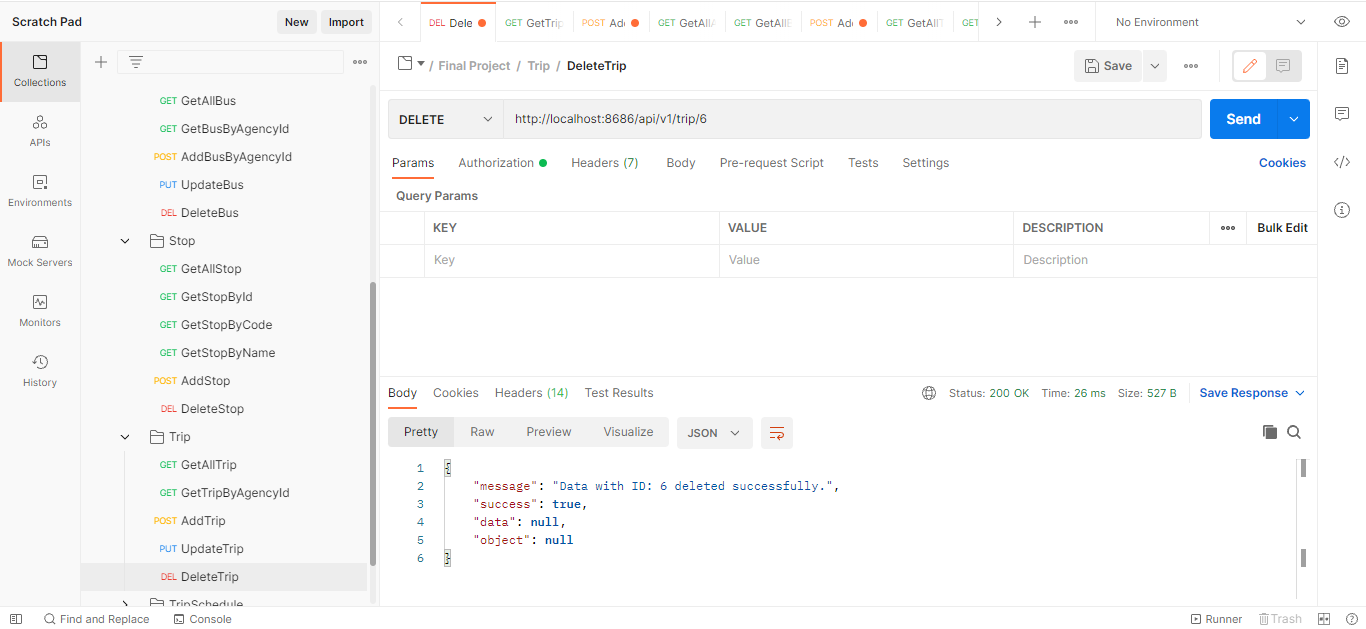 Scratch Pad
New
Import
DEL Dele
GET GetTrip
POST Add
GET GetAll
GET GetAllB
POST Add
GET GetAllT
GET
No Environment
Collections
APIs
Environments
Mock Servers
Monitors
History
GET GetAllBus
GET GetBusByAgencyId
POST AddBusByAgencyId
PUT UpdateBus
DEL DeleteBus
Stop
GET GetAllStop
GET GetStopById
GET GetStopByCode
GET GetStopByName
POST AddStop
DEL DeleteStop
Trip
GET GetAllTrip
GET GetTripByAgencyId
POST AddTrip
PUT UpdateTrip
DEL DeleteTrip
TripSchedule
/ Final Project / Trip / DeleteTrip
Save
DELETE
http://localhost:8686/api/v1/trip/6
Send
Params
Authorization
Headers (7)
Body
Pre-request Script
Tests
Settings
Cookies
Query Params
KEY
VALUE
DESCRIPTION
Bulk Edit
Key
Value
Description
Body
Cookies
Headers (14)
Test Results
Status: 200 OK
Time: 26 ms
Size: 527 B
Save Response
Pretty
Raw
Preview
Visualize
JSON
1 {
2 "message": "Data with ID: 6 deleted successfully.",
3 "success": true,
4 "data": null,
5 "object": null
6 }
Find and Replace
Console
Runner
Trash